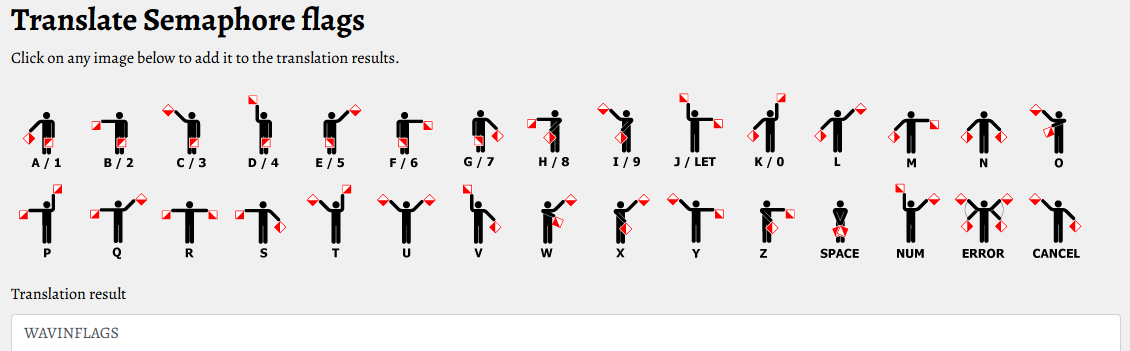 Translate Semaphore flags
Click on any image below to add it to the translation results.
A / 1 B / 2 C / 3 D / 4 E / 5 F / 6 G / 7 H / 8 I / 9 J / LET K / 0 L M N O
P Q R S T U V W X Y Z SPACE NUM ERROR CANCEL
Translation result
WAVINFLAGS